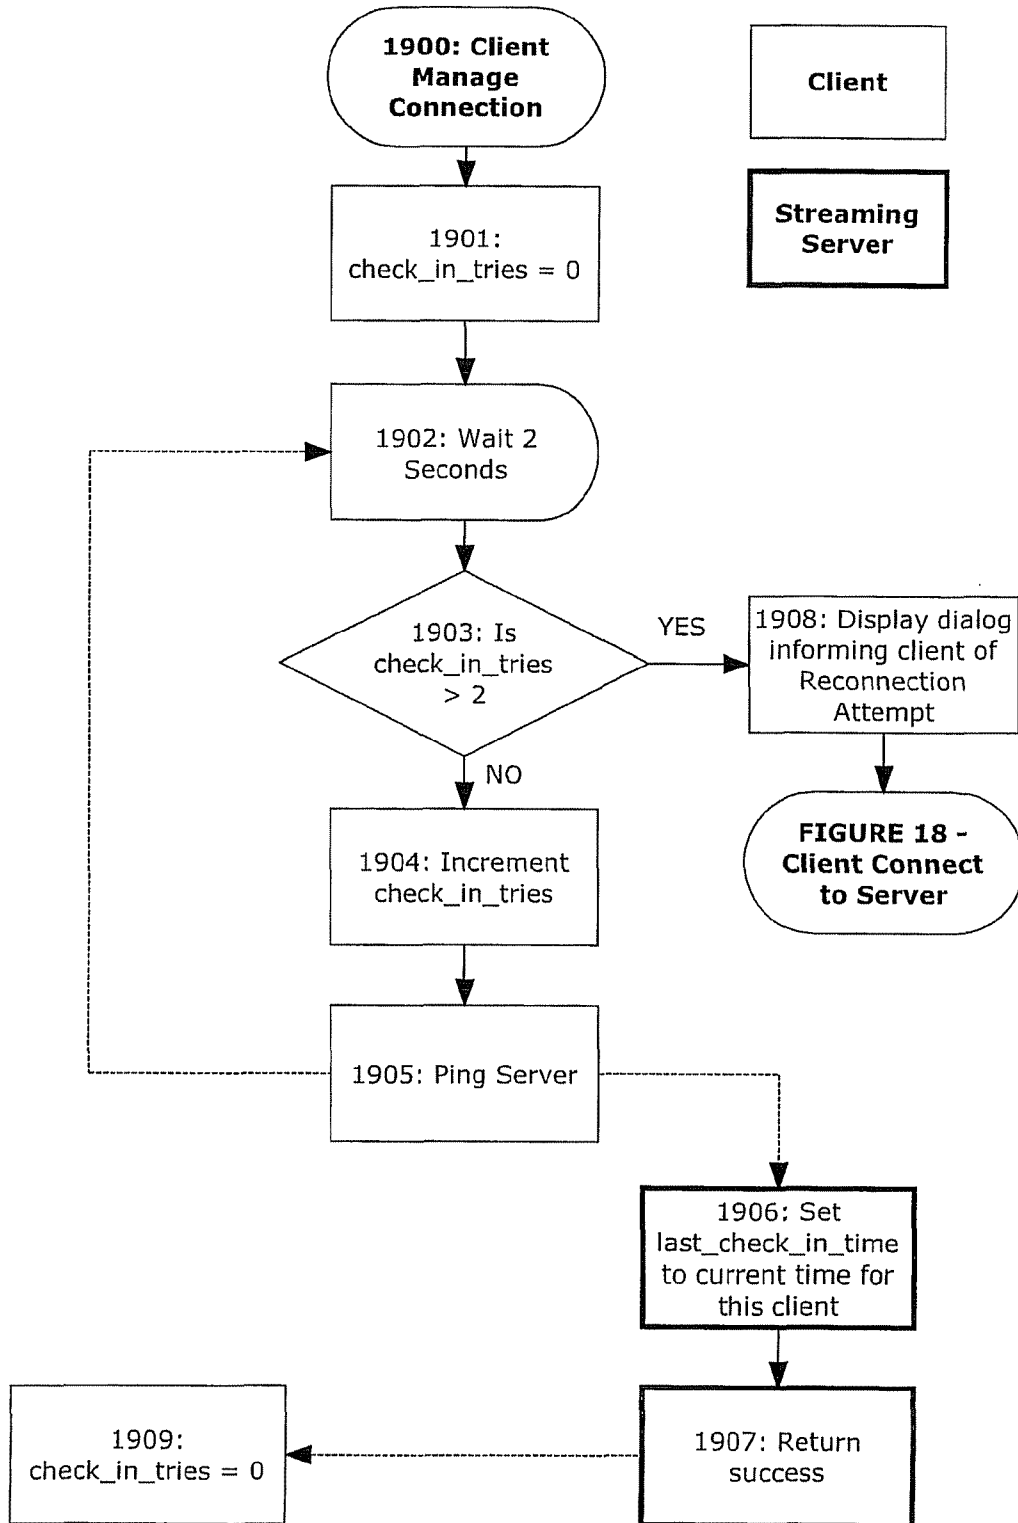 1900: Client
Manage
Connection
Client
Streaming
Server
1901:
check_in_tries = 0
1902: Wait 2
Seconds
1903: Is
check_in_tries
> 2
YES
1908: Display dialog
informing client of
Reconnection
Attempt
NO
FIGURE 18 -
Client Connect
to Server
1904: Increment
check_in_tries
1905: Ping Server
1906: Set
last_check_in_time
to current time for
this client
1907: Return
success
1909:
check_in_tries = 0